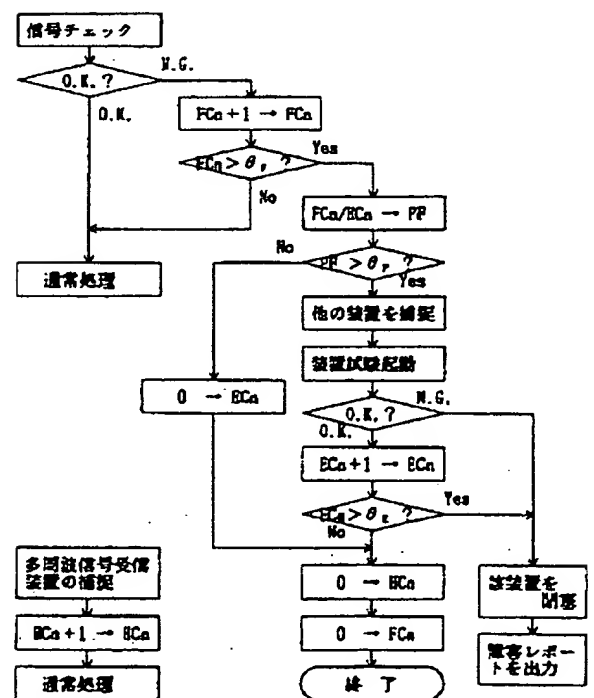 信号チェック
O.K.?
N.G.
O.K.
FCn+1 → FCn
> θ
?
Yes
No
FCn/HCn → PF
No
PF > θF ?
Yes
通常処理
他の装置を捕捉
装置試験起動
0 → ECn
O.K.?
N.G.
O.K.
ECn+1 → ECn
ECn > θE ?
Yes
No
多周波信号受信
装置の捕捉
HCn+1 → HCn
通常処理
0 → HCn
0 → FCn
終 了
該装置を
閉塞
障害レポー
トを出力